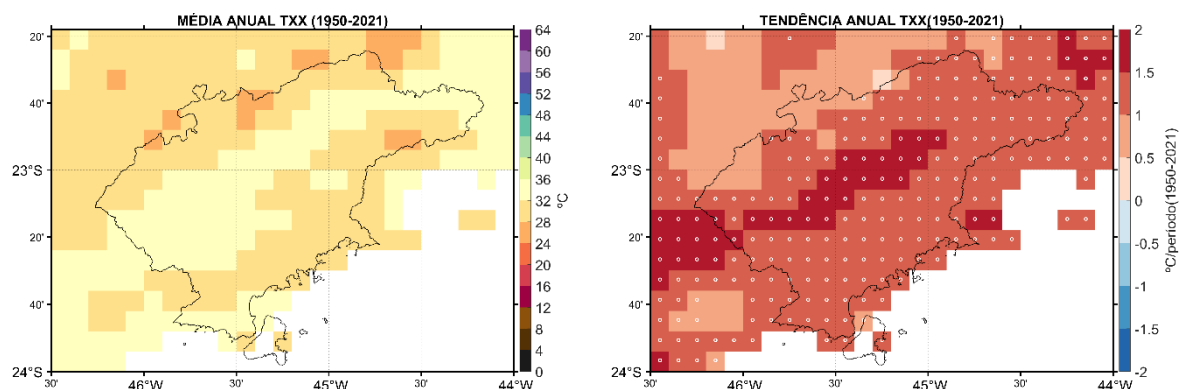 MÉDIA ANUAL TXX (1950-2021)
20'
40'
23°S
20'
40'
24°S
30'
46°W
30'
45°W
30'
44°W
64
60
56
52
48
44
40
36
32
28
24
20
16
12
8
4
0
ºC
TENDÊNCIA ANUAL TXX(1950-2021)
20'
40'
23°S
20'
40'
24°S
30'
46°W
30'
45°W
30'
44°W
2
1.5
1
0.5
0
-0.5
-1
-1.5
-2
ºC/periodo(1950-2021)